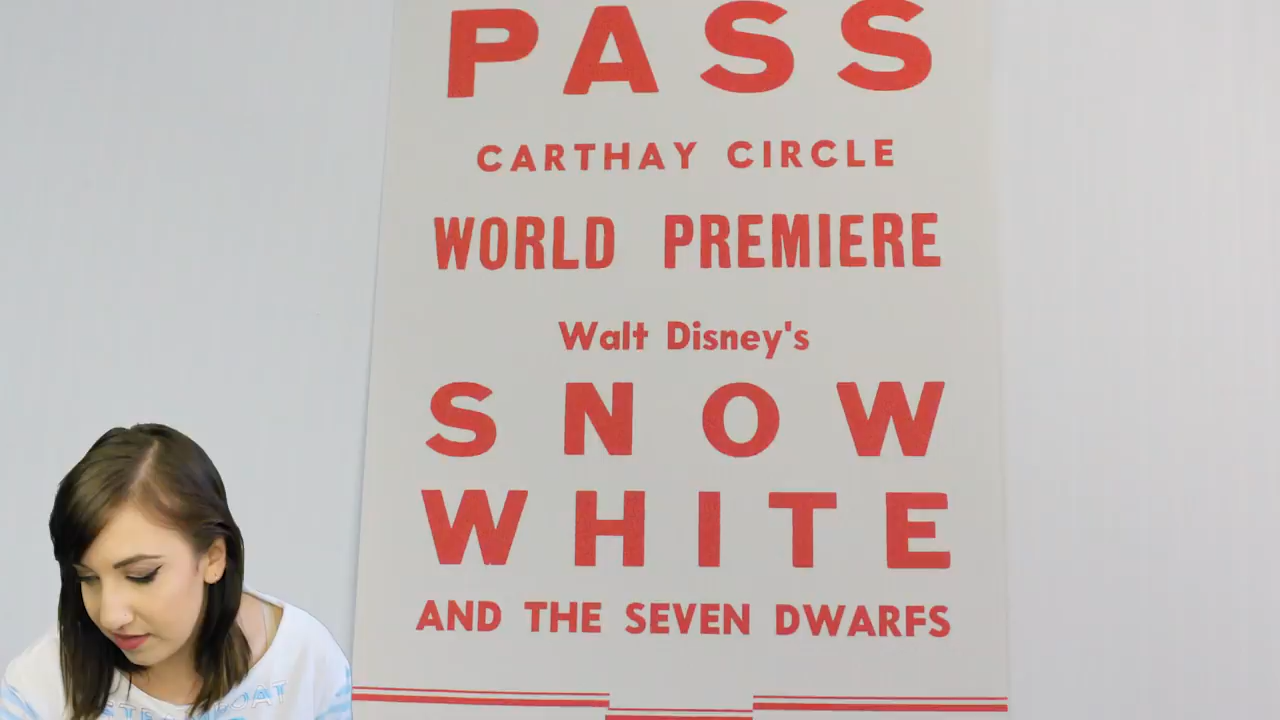 PASS
CARTHAY CIRCLE
WORLD PREMIERE
Walt Disney's
SNOW
WHITE
AND THE SEVEN DWARFS